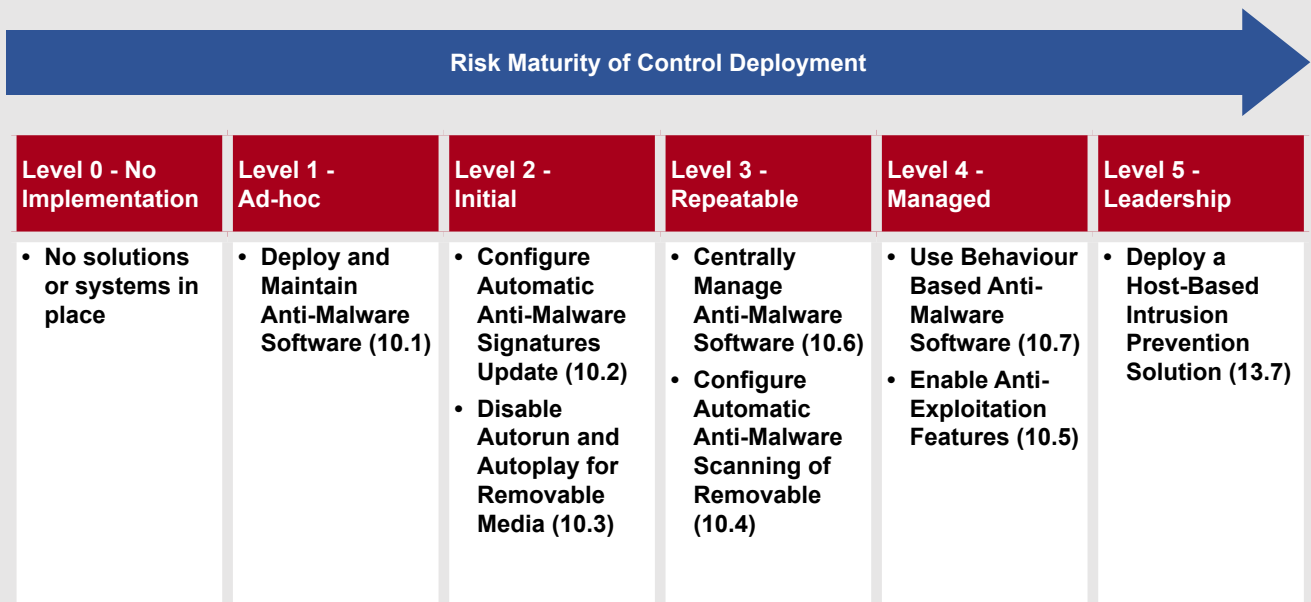 Risk Maturity of Control Deployment
Level 0 - No
Implementation
Level 1 -
Ad-hoc
Level 2 -
Initial
Level 3 -
Repeatable
Level 4 -
Managed
Level 5 -
Leadership
• No solutions
or systems in
place
• Deploy and
Maintain
Anti-Malware
Software (10.1)
• Configure
Automatic
Anti-Malware
Signatures
Update (10.2)
• Disable
Autorun and
Autoplay for
Removable
Media (10.3)
• Centrally
Manage
Anti-Malware
Software (10.6)
• Configure
Automatic
Anti-Malware
Scanning of
Removable
(10.4)
• Use Behaviour
Based Anti-
Malware
Software (10.7)
• Enable Anti-
Exploitation
Features (10.5)
• Deploy a
Host-Based
Intrusion
Prevention
Solution (13.7)